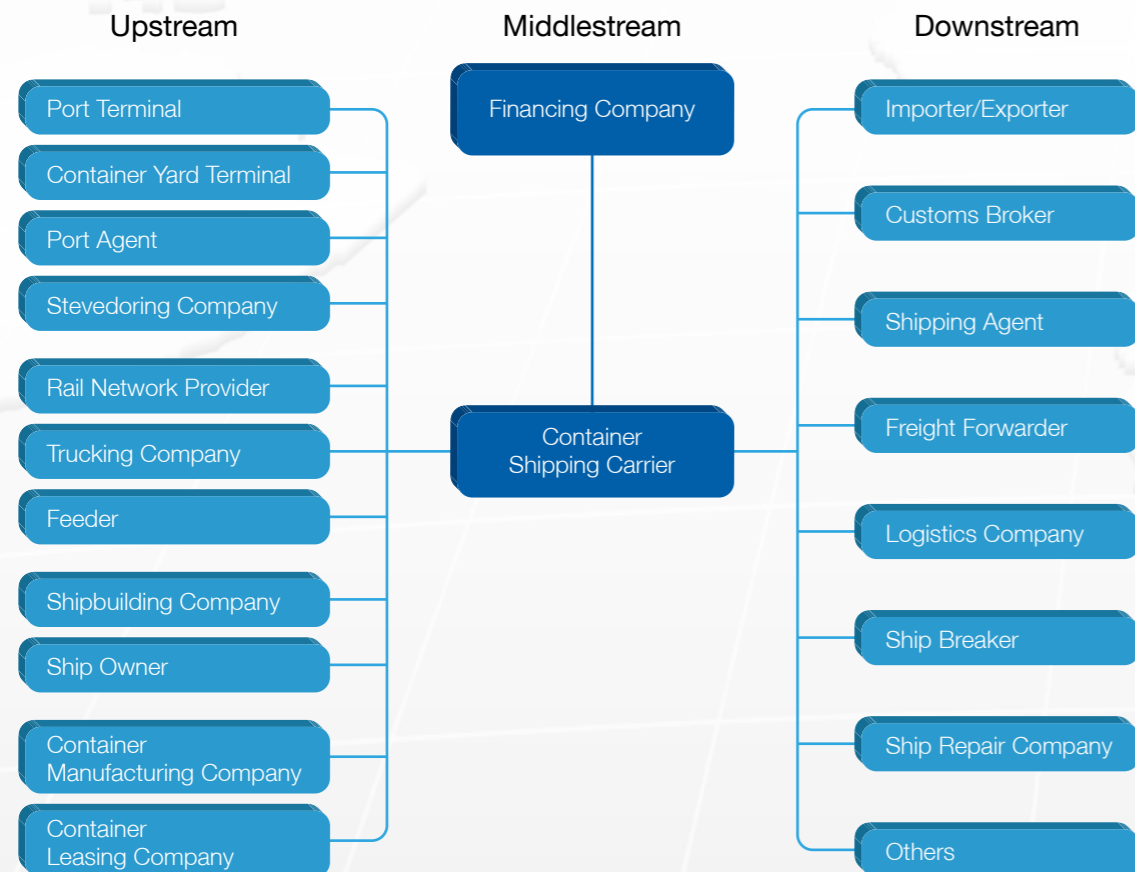 Upstream
Middlestream
Downstream
Port Terminal
Container Yard Terminal
Port Agent
Stevedoring Company
Rail Network Provider
Trucking Company
Feeder
Shipbuilding Company
Ship Owner
Container
Manufacturing Company
Container
Leasing Company
Financing Company
Container
Shipping Carrier
Importer/Exporter
Customs Broker
Shipping Agent
Freight Forwarder
Logistics Company
Ship Breaker
Ship Repair Company
Others